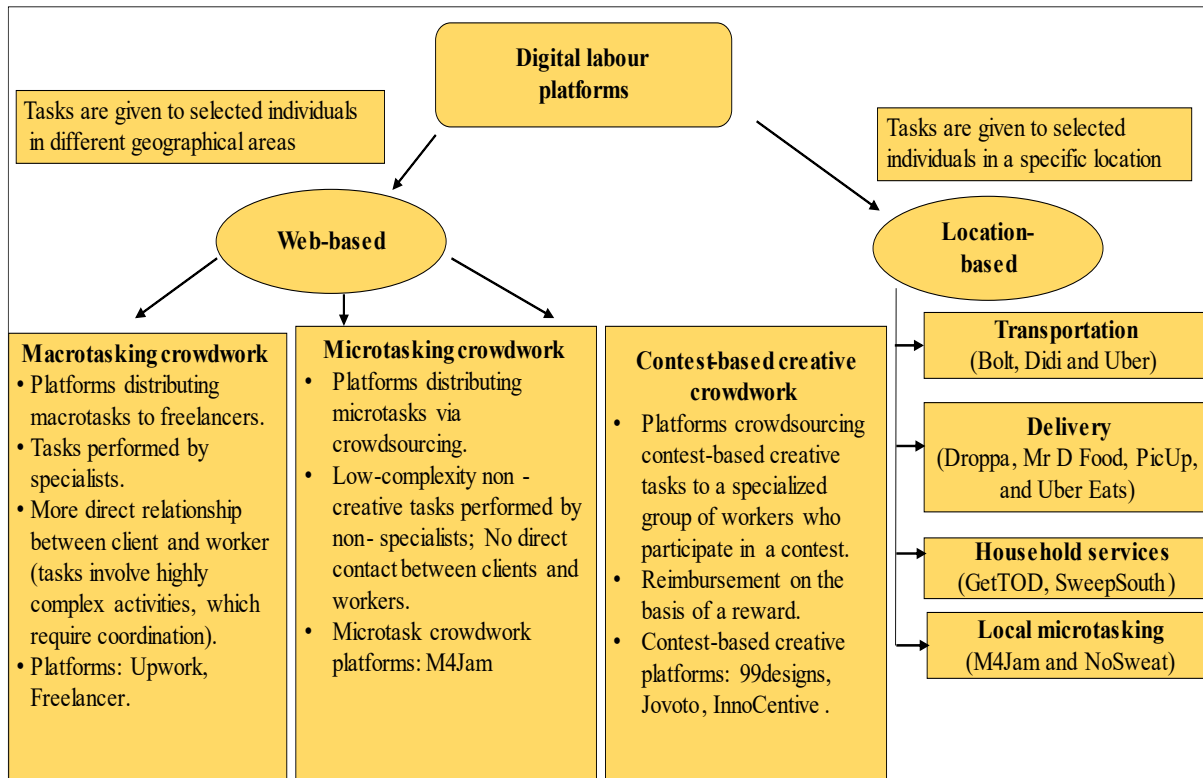 Digital labour
platforms
Tasks are given to selected individuals
in different geographical areas
Tasks are given to selected
individuals in a specific location
Web-based
Location-
based
Macrotasking crowdwork
• Platforms distributing
macrotasks to freelancers.
• Tasks performed by
specialists.
• More direct relationship
between client and worker
(tasks involve highly
complex activities, which
require coordination).
• Platforms: Upwork,
Freelancer.
Microtasking crowdwork
• Platforms distributing
microtasks via
crowdsourcing.
• Low-complexity non -
creative tasks performed by
non- specialists; No direct
contact between clients and
workers.
• Microtask crowdwork
platforms: M4Jam
Contest-based creative
crowdwork
• Platforms crowdsourcing
contest-based creative
tasks to a specialized
group of workers who
participate in a contest.
• Reimbursement on the
basis of a reward.
• Contest-based creative
platforms: 99designs,
Jovoto, InnoCentive .
Transportation
(Bolt, Didi and Uber)
Delivery
(Droppa, Mr D Food, PicUp,
and Uber Eats)
Household services
(GetTOD, SweepSouth )
Local microtasking
(M4Jam and NoSweat)